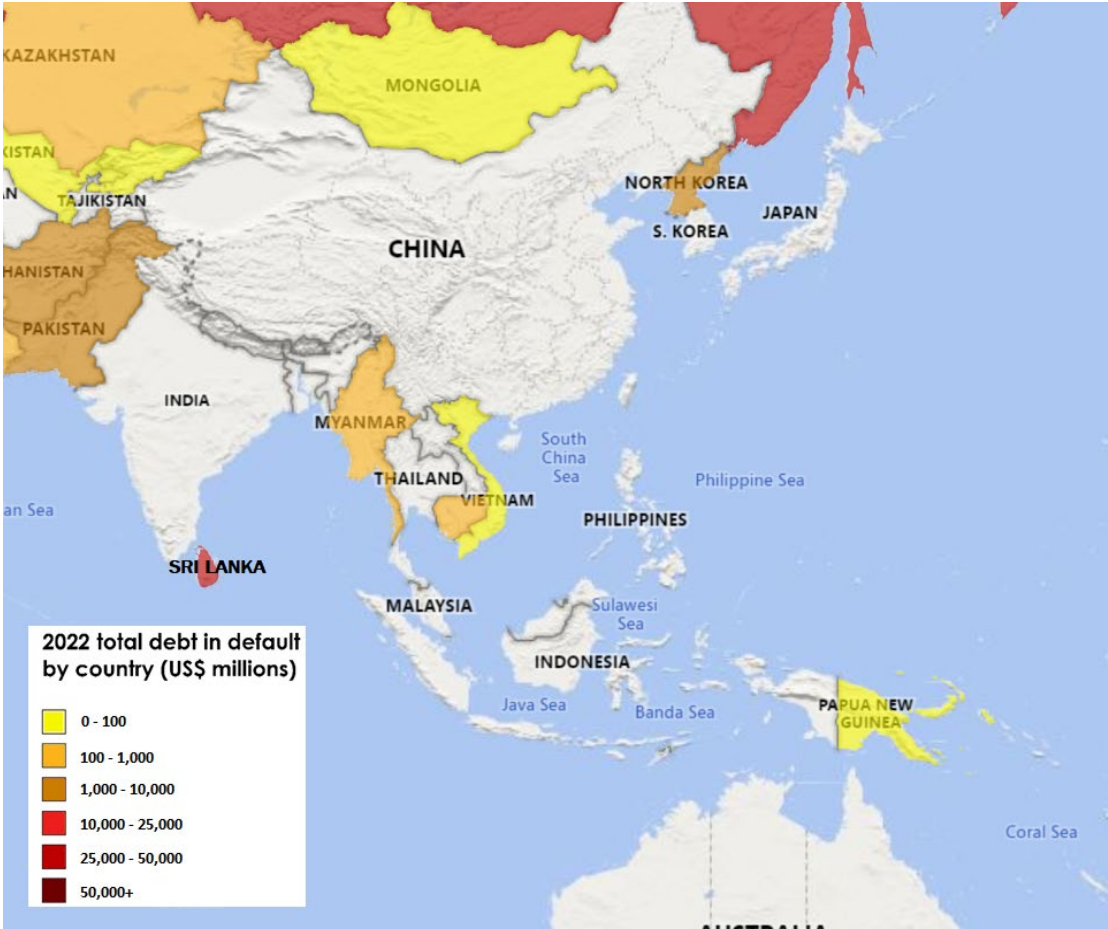 KAZAKHSTAN
MONGOLIA
KISTAN
AN
TAJIKISTAN
NORTH KOREA
JAPAN
S. KOREA
CHINA
HANISTAN
PAKISTAN
INDIA
MYANMAR
South
China
Sea
THAILAND
VIETNAM
Philippine Sea
an Sea
PHILIPPINES
SRI LANKA
MALAYSIA
Sulawesi
Sea
INDONESIA
Java Sea
Banda Sea
PAPUA NEW
GUINEA
Coral Sea
AUSTRALIA
2022 total debt in default
by country (US$ millions)
0 - 100
100 - 1,000
1,000 - 10,000
10,000 - 25,000
25,000 - 50,000
50,000+